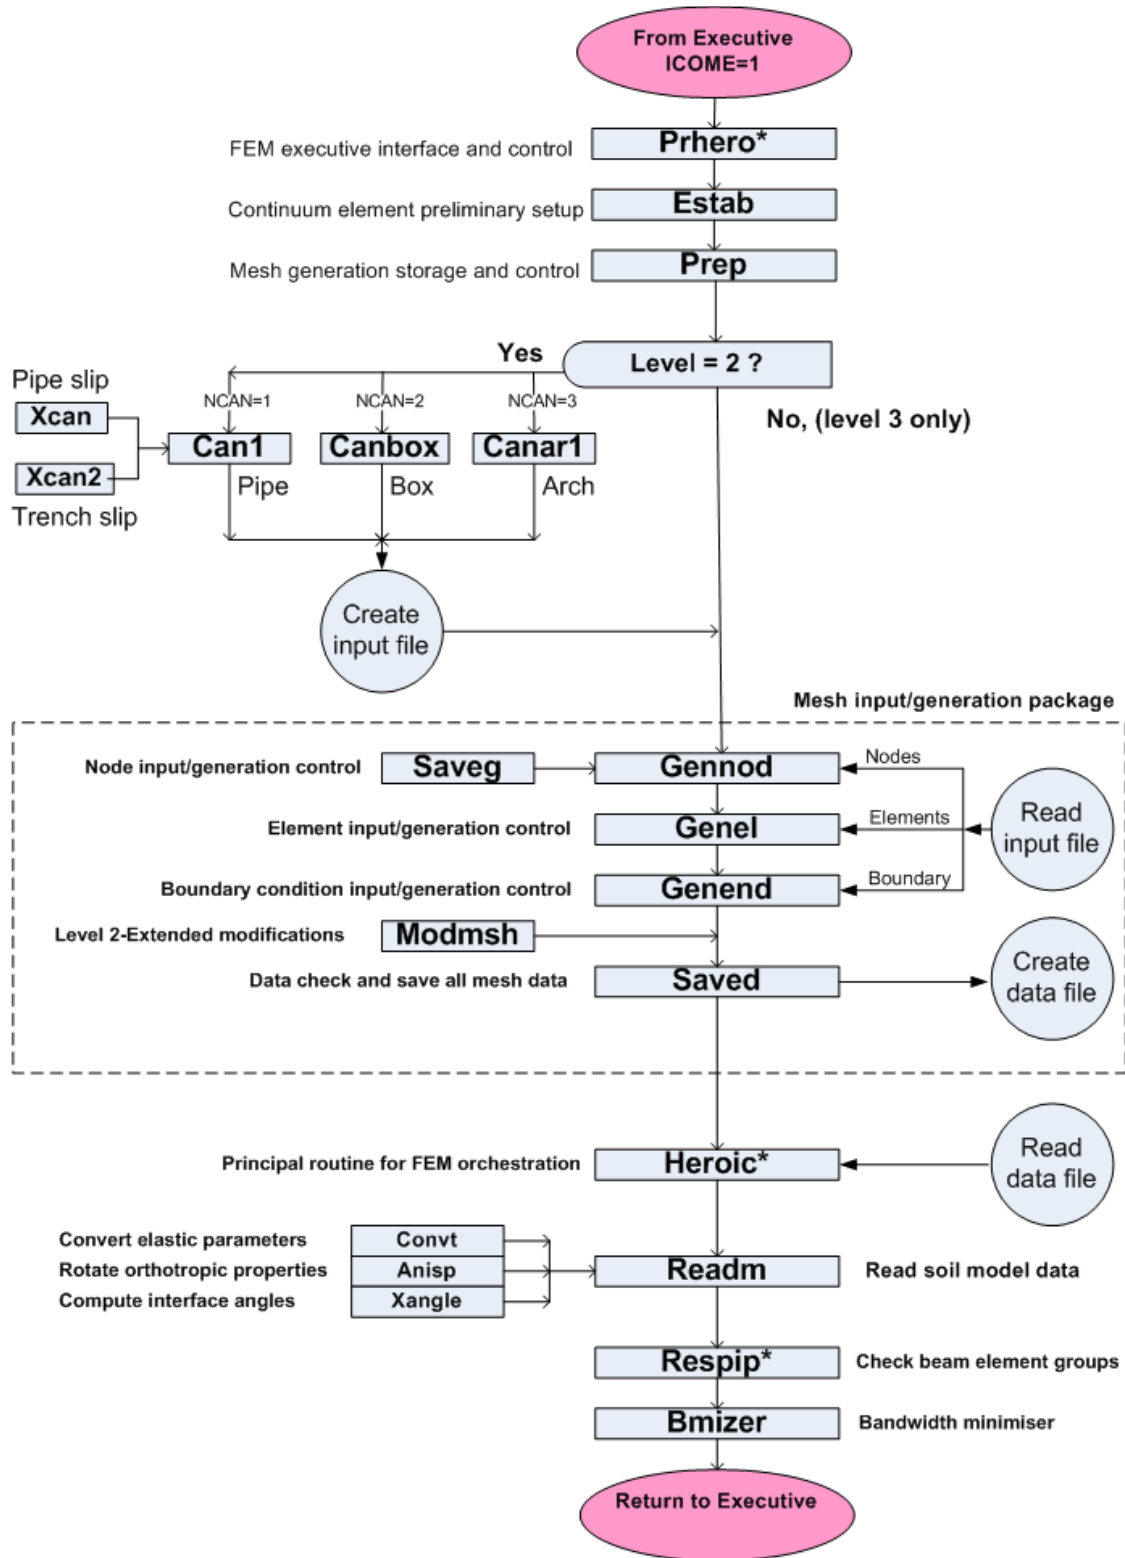 From Executive
ICOME=1
Prhero*
FEM executive interface and control
Estab
Continuum element preliminary setup
Prep
Mesh generation storage and control
Level = 2 ?
Yes
No, (level 3 only)
NCAN=1
NCAN=2
NCAN=3
Pipe slip
Xcan
Can1
Canbox
Canar1
Xcan2
Pipe
Box
Arch
Trench slip
Create
input file
Mesh input/generation package
Node input/generation control
Saveg
Gennod
Nodes
Element input/generation control
Genel
Elements
Read
input file
Boundary condition input/generation control
Genend
Boundary
Level 2-Extended modifications
Modmsh
Data check and save all mesh data
Saved
Create
data file
Principal routine for FEM orchestration
Heroic*
Read
data file
Convert elastic parameters
Convt
Rotate orthotropic properties
Anisp
Readm
Read soil model data
Compute interface angles
Xangle
Respip*
Check beam element groups
Bmizer
Bandwidth minimiser
Return to Executive